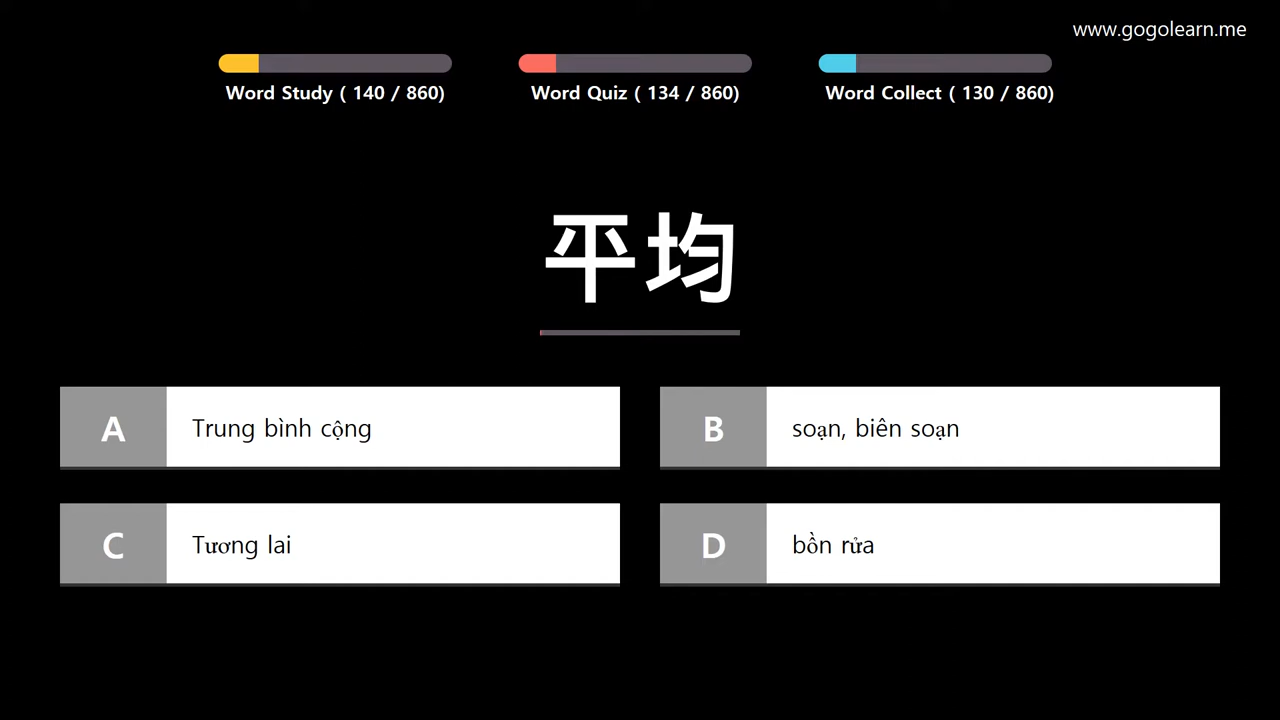 www.gogolearn.me
Word Study ( 140 / 860)
Word Quiz ( 134 / 860)
Word Collect ( 130 / 860)
平均
A Trung bình cộng
B soạn, biên soạn
C Tương lai
D bồn rửa